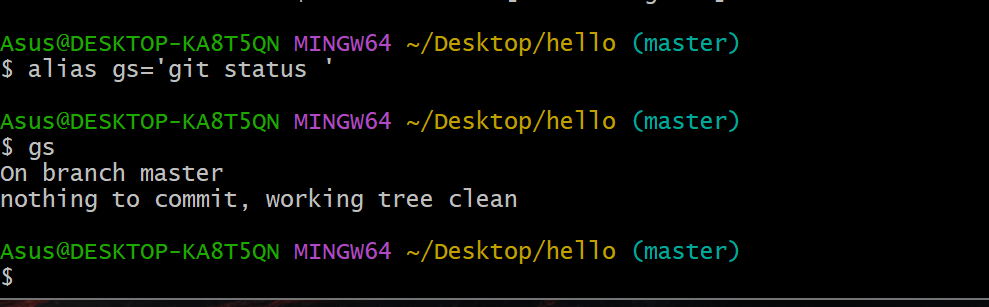 Asus@DESKTOP-KA8T5QN MINGW64 ~/Desktop/hello (master)
$ alias gs='git status '
Asus@DESKTOP-KA8T5QN MINGW64 ~/Desktop/hello (master)
$ gs
On branch master
nothing to commit, working tree clean
Asus@DESKTOP-KA8T5QN MINGW64 ~/Desktop/hello (master)
$